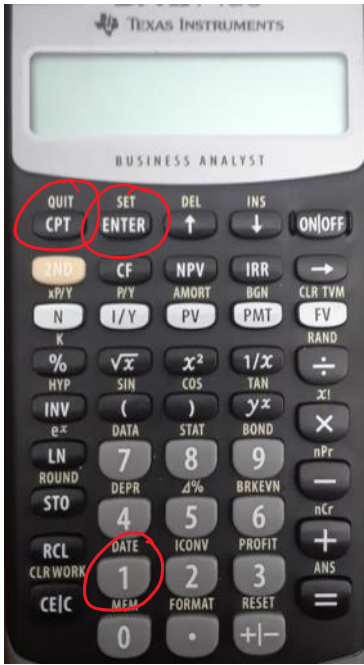 TEXAS INSTRUMENTS
BUSINESS ANALYST
QUIT SET DEL INS
CPT ENTER ↑ ↓ ON|OFF
2ND CF NPV IRR →
xP/Y P/Y AMORT BGN CLR TVM
N I/Y PV PMT FV
K RAND
% √x x² 1/x ÷
HYP SIN COS TAN x!
INV ( ) yˣ ×
eˣ DATA STAT BOND nPr
LN 7 8 9 −
ROUND DEPR Δ% BRKEVN nCr
STO 4 5 6 +
DATE ICONV PROFIT ANS
RCL 1 2 3 =
CLR WORK MEM FORMAT RESET
CE|C 0 . +|−